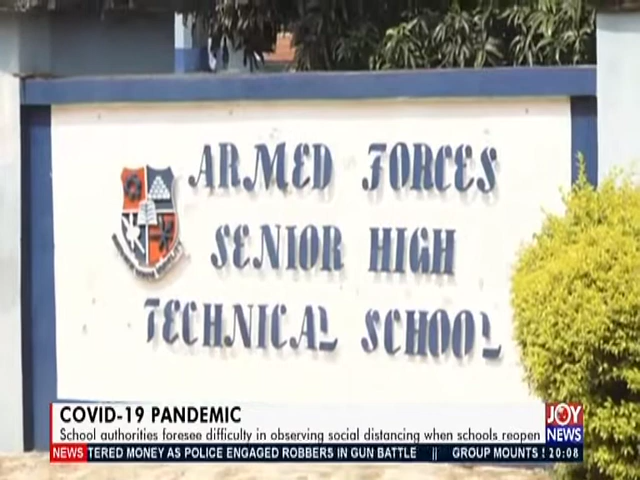 ARMED FORCES
SENIOR HIGH
TECHNICAL SCHOOL
COVID-19 PANDEMIC
School authorities foresee difficulty in observing social distancing when schools reopen
JOY
NEWS
NEWS TERED MONEY AS POLICE ENGAGED ROBBERS IN GUN BATTLE || GROUP MOUNTS 20:08